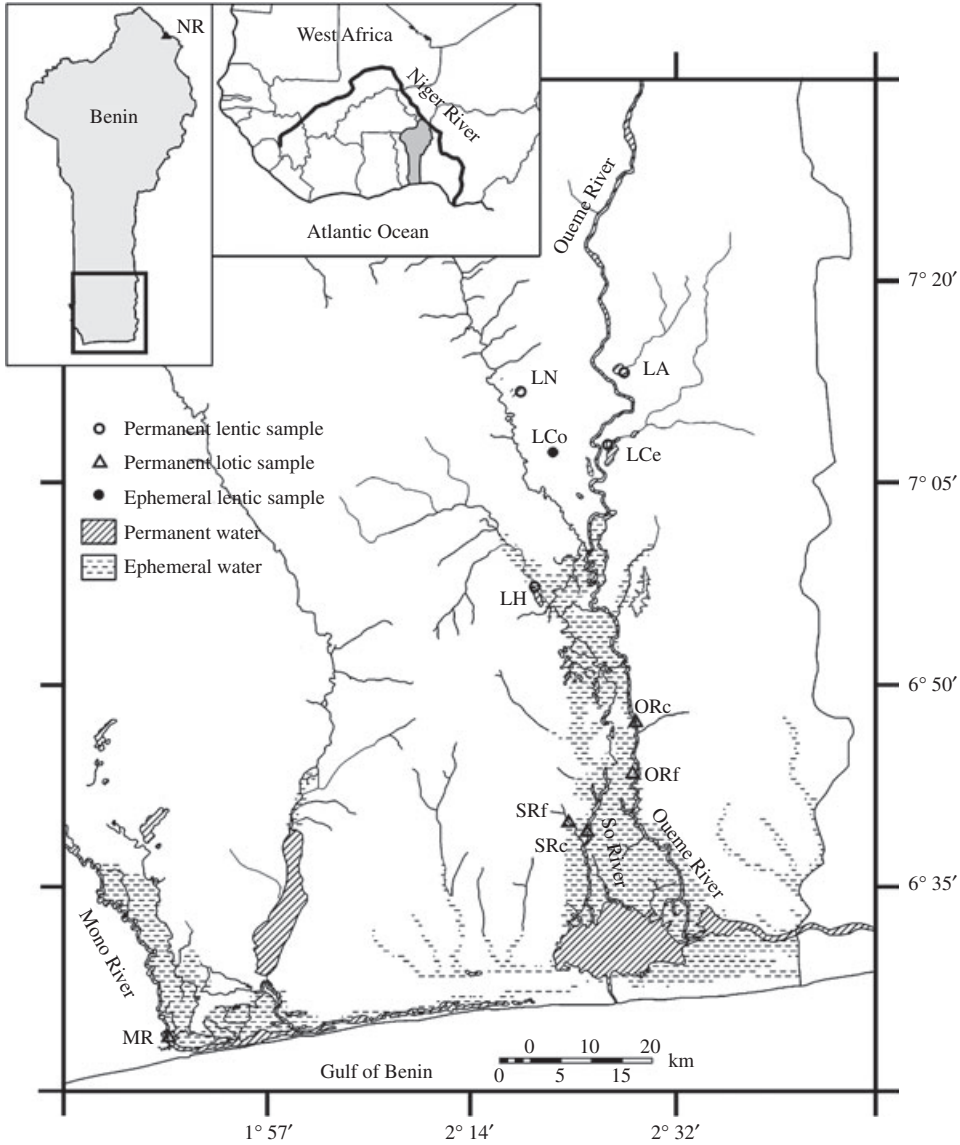 NR
Benin
West Africa
Niger River
Atlantic Ocean
Oueme River
7° 20′
LA
LN
LCo
LCe
Permanent lentic sample
Permanent lotic sample
Ephemeral lentic sample
Permanent water
Ephemeral water
7° 05′
LH
6° 50′
ORc
ORf
SRf
SRc
So River
Oueme River
6° 35′
Mono River
MR
Gulf of Benin
0 10 20
km
0 5 15
1° 57′
2° 14′
2° 32′